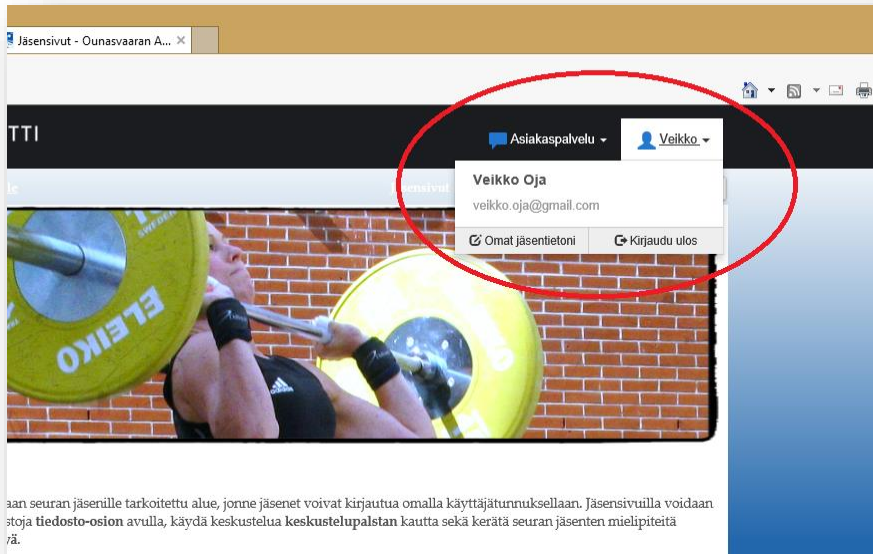 Jäsensivut - Ounasvaaran A...
TTI
Asiakaspalvelu
Veikko
Veikko Oja
veikko.oja@gmail.com
Omat jäsentietoni
Kirjaudu ulos
le
Jäsensivut
SWEDEN
ELEIKO
adidas
aan seuran jäsenille tarkoitettu alue, jonne jäsenet voivat kirjautua omalla käyttäjätunnuksellaan. Jäsensivuilla voidaan
stoja tiedosto-osion avulla, käydä keskustelua keskustelupalstan kautta sekä kerätä seuran jäsenten mielipiteitä
yä.